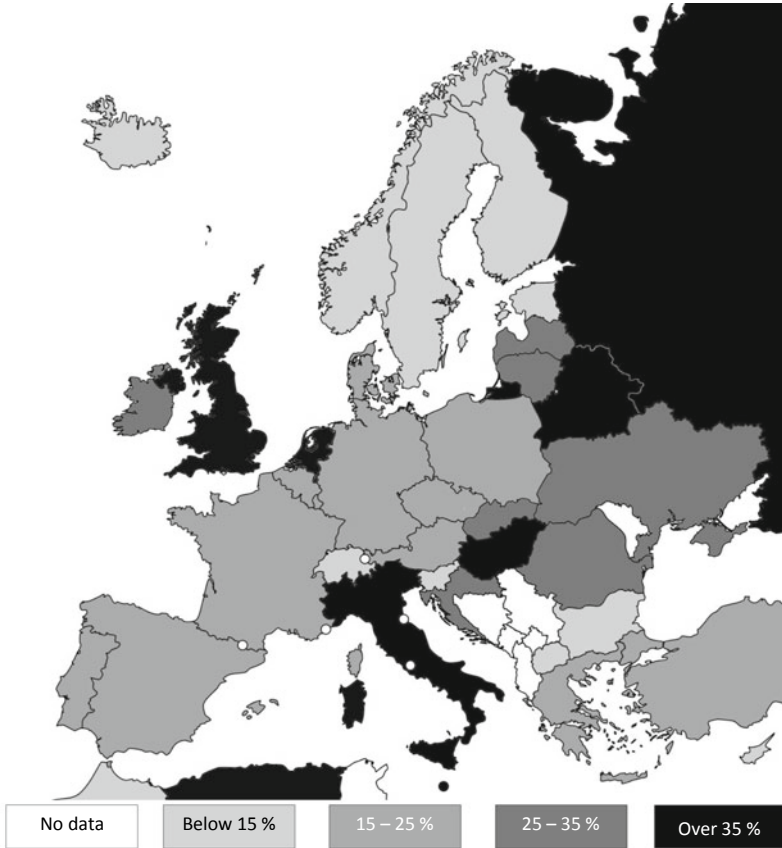 No data
Below 15 %
15 – 25 %
25 – 35 %
Over 35 %